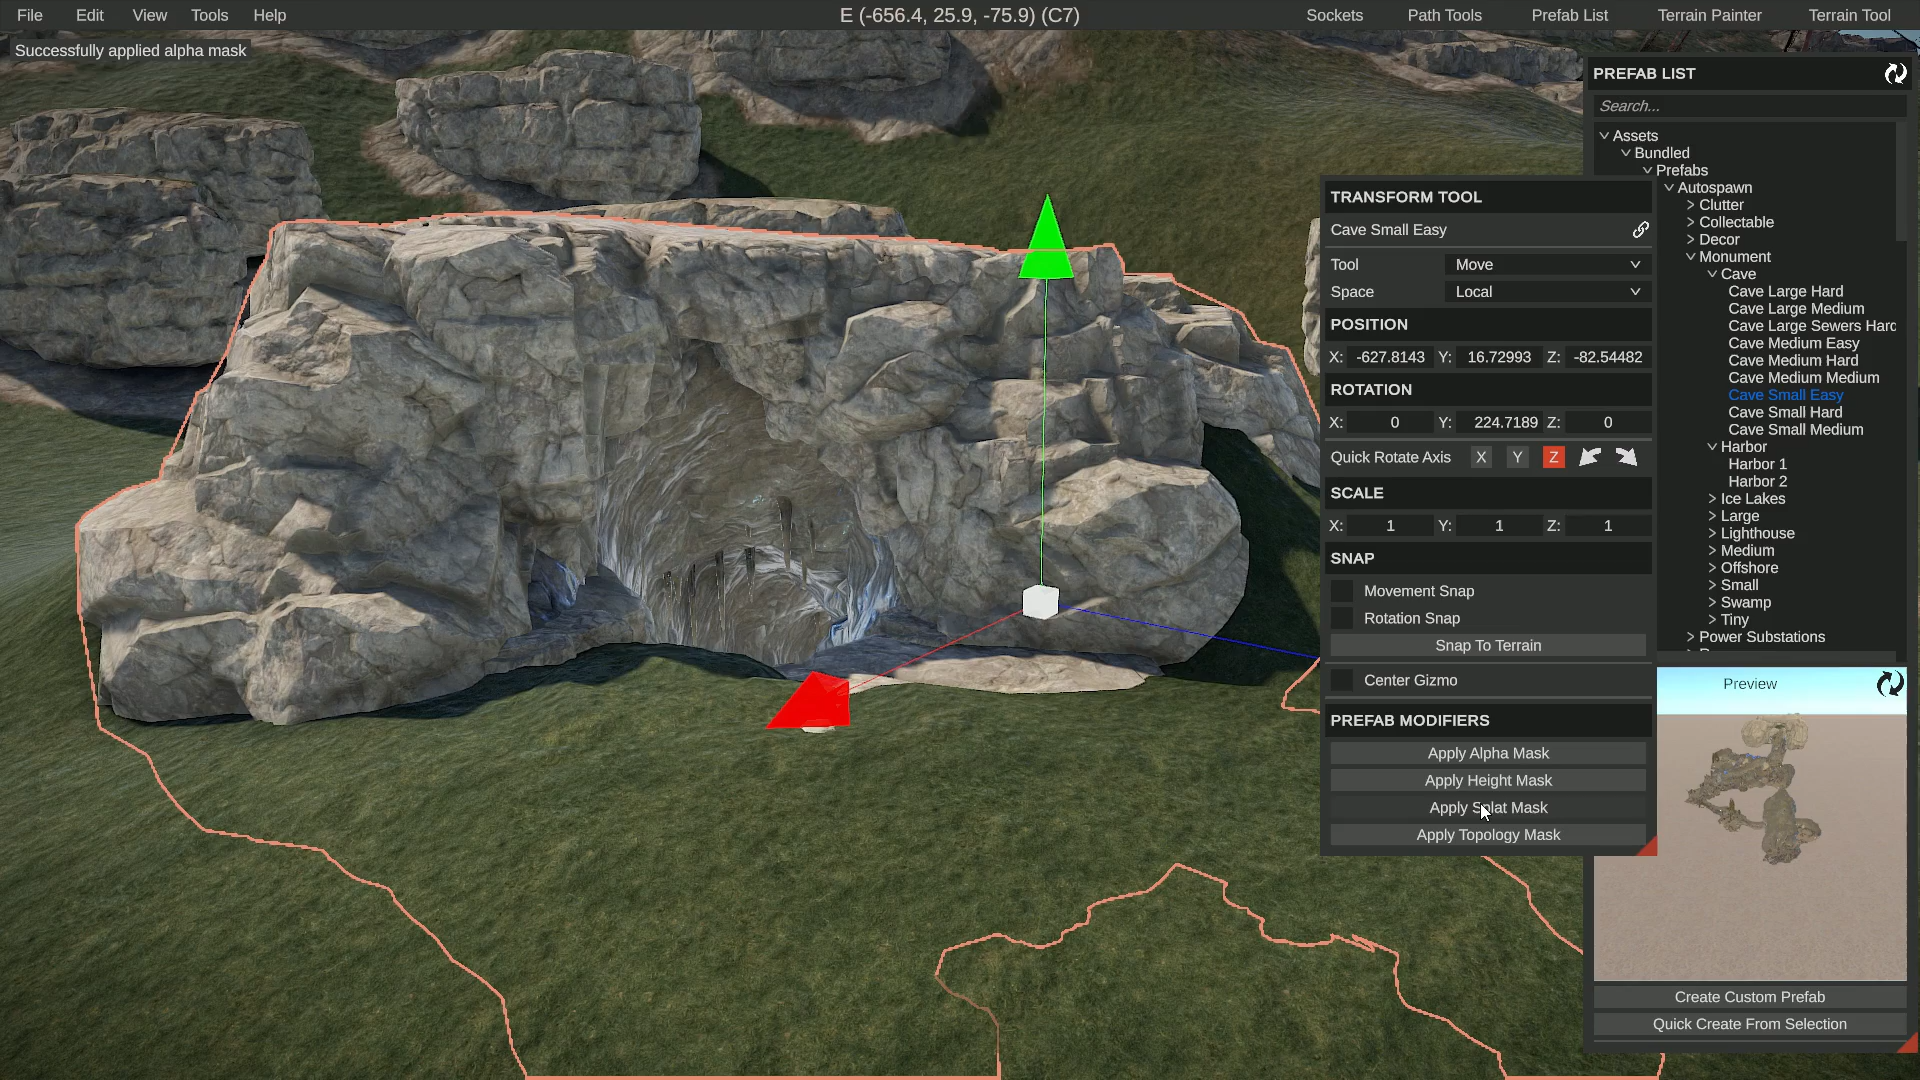 File Edit View Tools Help E (-656.4, 25.9, -75.9) (C7) Sockets Path Tools Prefab List Terrain Painter Terrain Tool
Successfully applied alpha mask
TRANSFORM TOOL
Cave Small Easy
Tool Move
Space Local
POSITION
X: -627.8143 Y: 16.72993 Z: -82.54482
ROTATION
X: 0 Y: 224.7189 Z: 0
Quick Rotate Axis X Y Z
SCALE
X: 1 Y: 1 Z: 1
SNAP
Movement Snap
Rotation Snap
Snap To Terrain
Center Gizmo
PREFAB MODIFIERS
Apply Alpha Mask
Apply Height Mask
Apply Splat Mask
Apply Topology Mask
PREFAB LIST
Search...
Assets
Bundled
Prefabs
Autospawn
Clutter
Collectable
Decor
Monument
Cave
Cave Large Hard
Cave Large Medium
Cave Large Sewers Hard
Cave Medium Easy
Cave Medium Hard
Cave Medium Medium
Cave Small Easy
Cave Small Hard
Cave Small Medium
Harbor
Harbor 1
Harbor 2
Ice Lakes
Large
Lighthouse
Medium
Offshore
Small
Swamp
Tiny
Power Substations
Preview
Create Custom Prefab
Quick Create From Selection